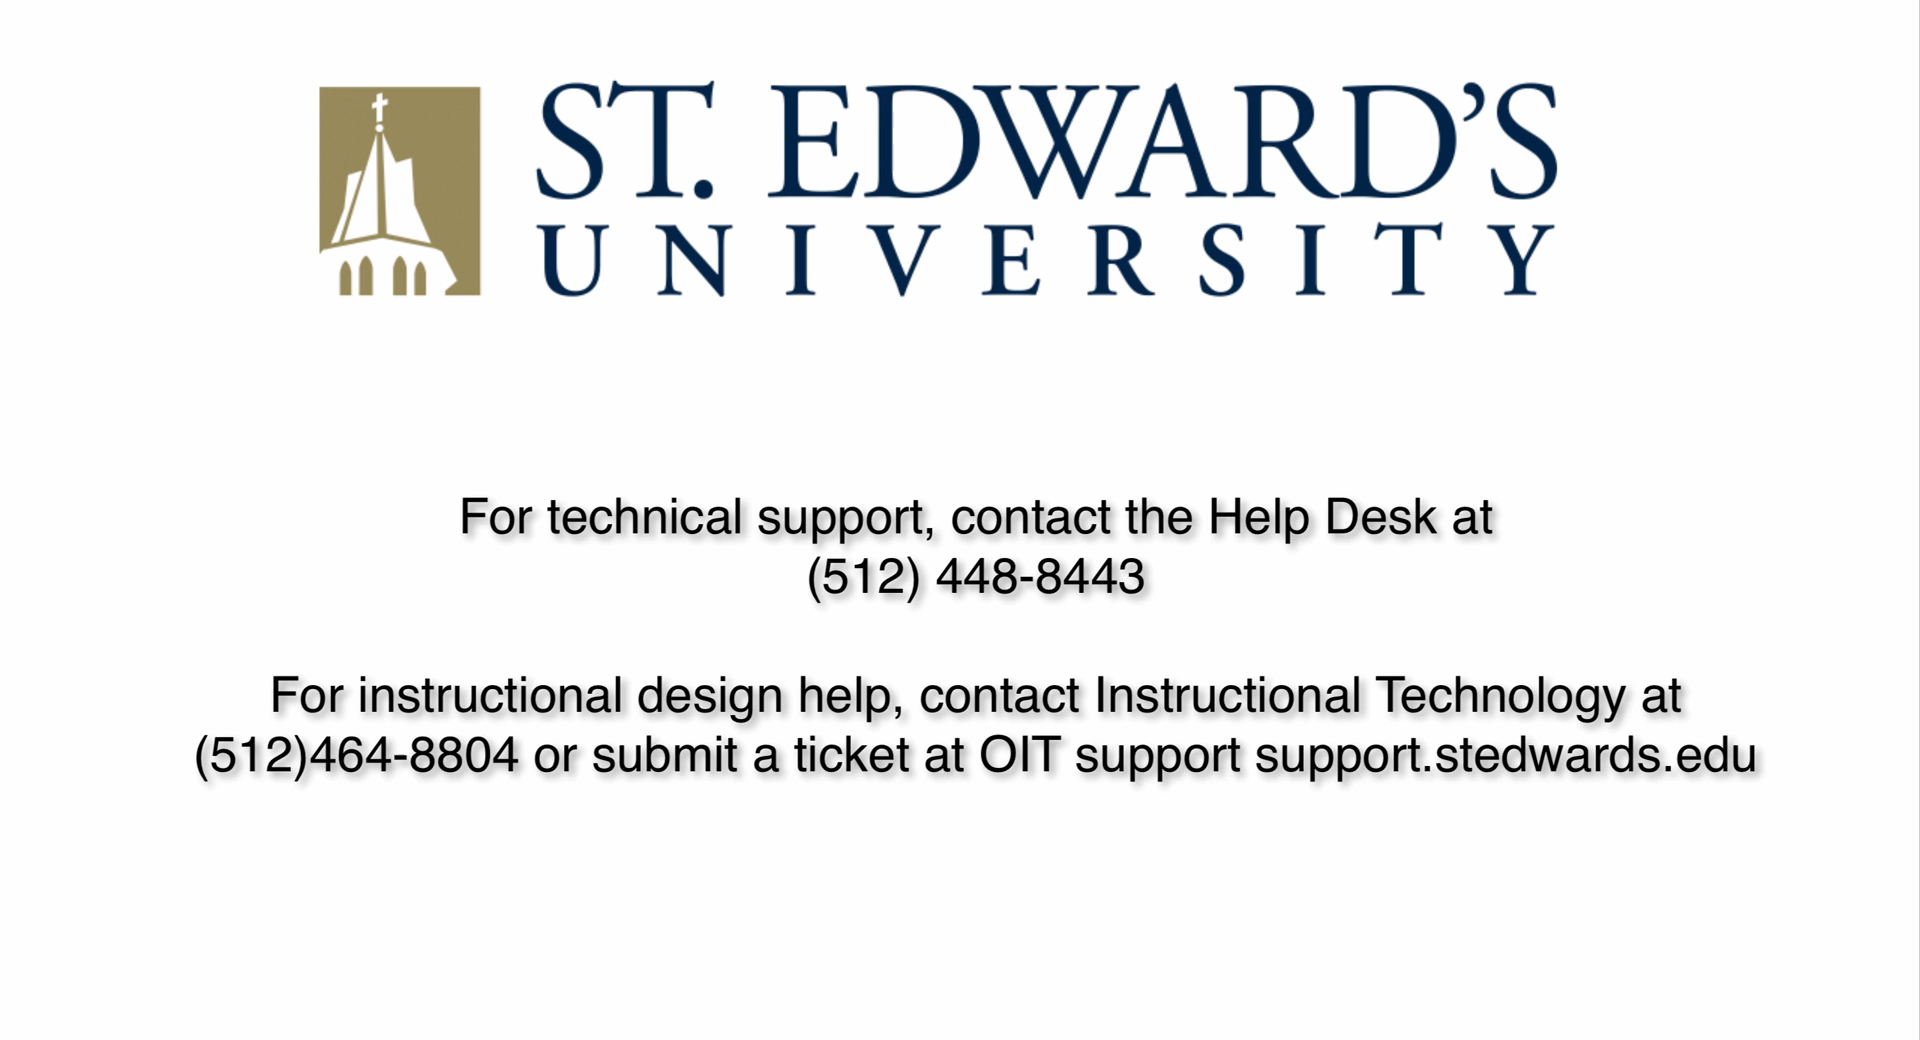 ST. EDWARD'S
UNIVERSITY
For technical support, contact the Help Desk at
(512) 448-8443
For instructional design help, contact Instructional Technology at
(512)464-8804 or submit a ticket at OIT support support.stedwards.edu